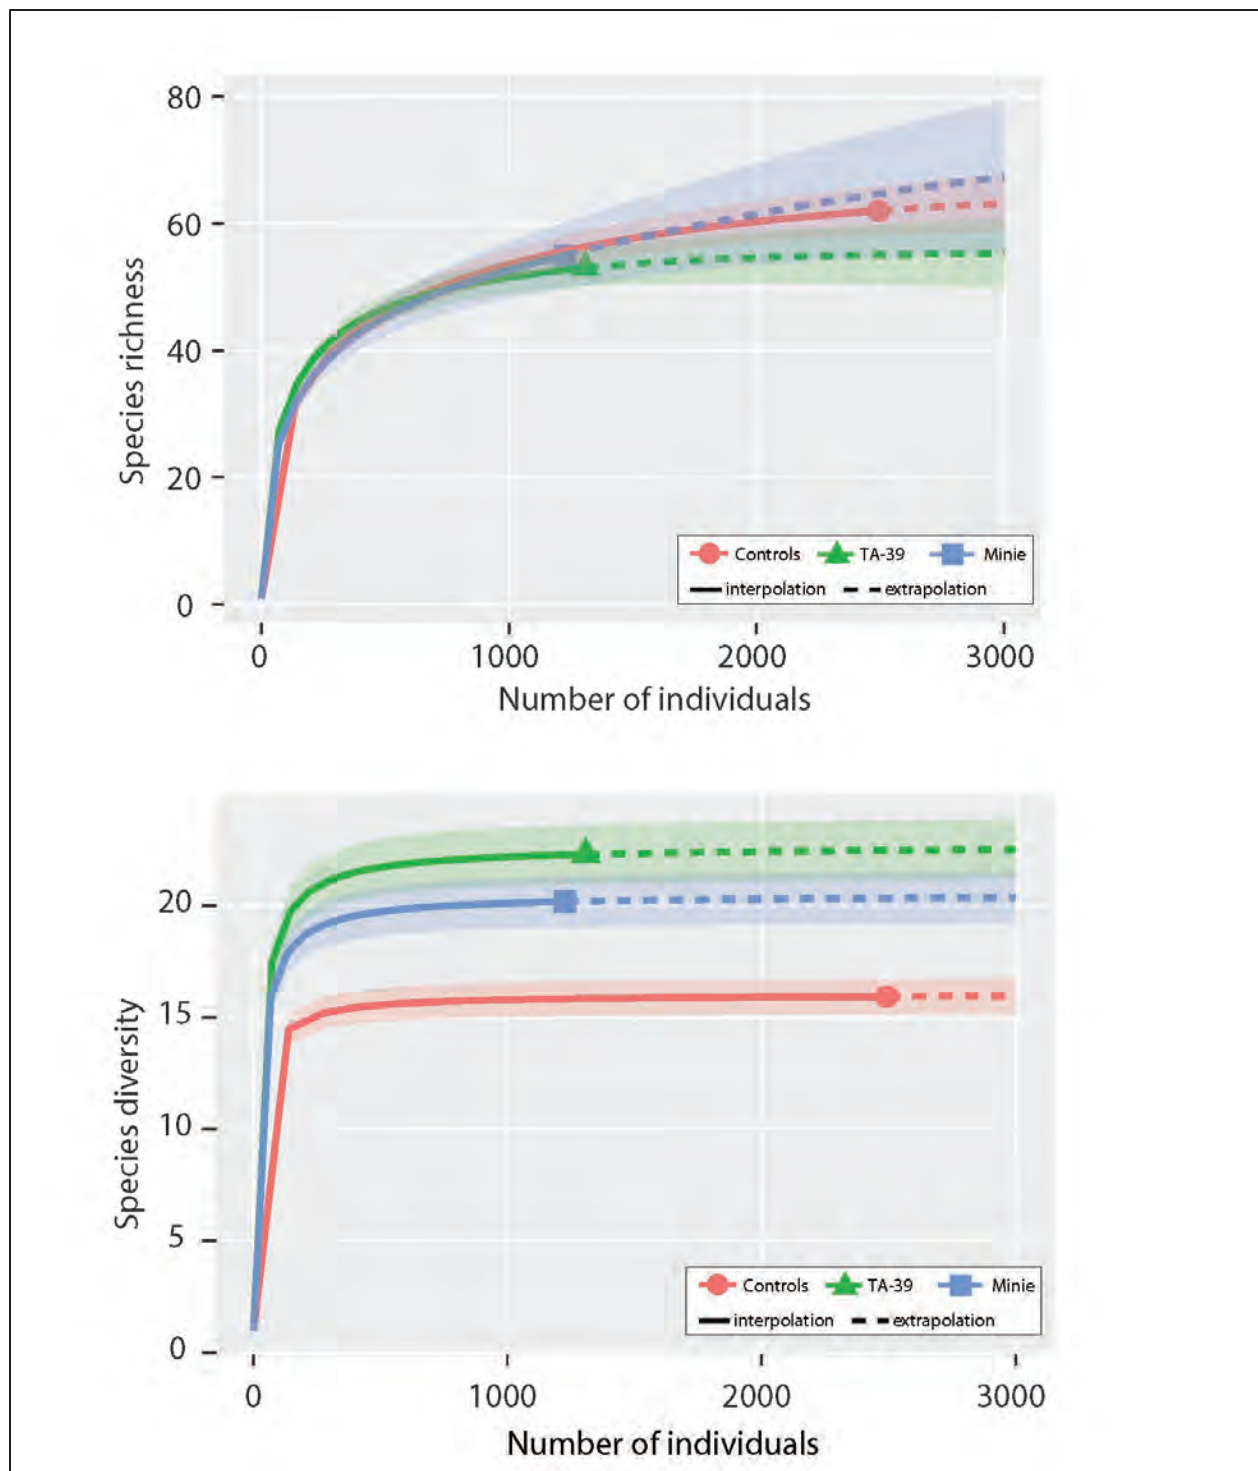 80
60
40
20
0
Species richness
Controls TA-39 Minie
interpolation extrapolation
0 1000 2000 3000
Number of individuals
20
15
10
5
0
Species diversity
Controls TA-39 Minie
interpolation extrapolation
0 1000 2000 3000
Number of individuals